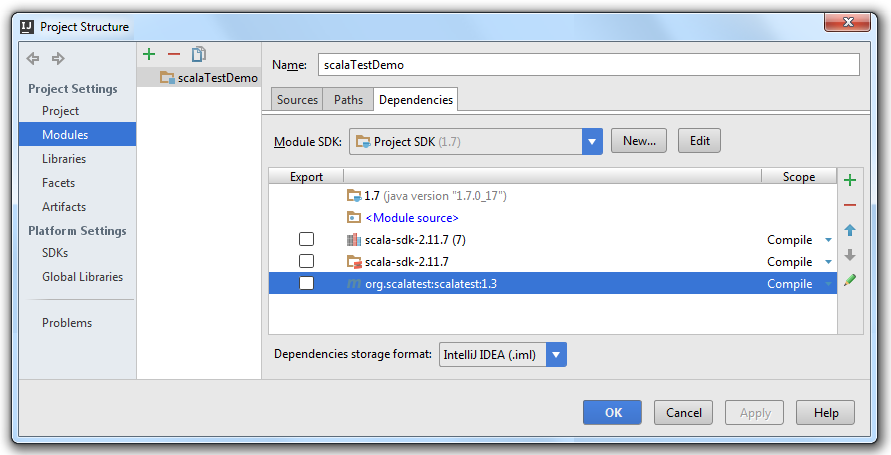 IJ Project Structure
Name: scalaTestDemo
scalaTestDemo
Project Settings
Project
Modules
Libraries
Facets
Artifacts
Platform Settings
SDKs
Global Libraries
Problems
Sources Paths Dependencies
Module SDK: Project SDK (1.7) New... Edit
Export Scope
1.7 (java version "1.7.0_17")
<Module source>
scala-sdk-2.11.7 (7) Compile
scala-sdk-2.11.7 Compile
m org.scalatest:scalatest:1.3 Compile
Dependencies storage format: IntelliJ IDEA (.iml)
OK Cancel Apply Help